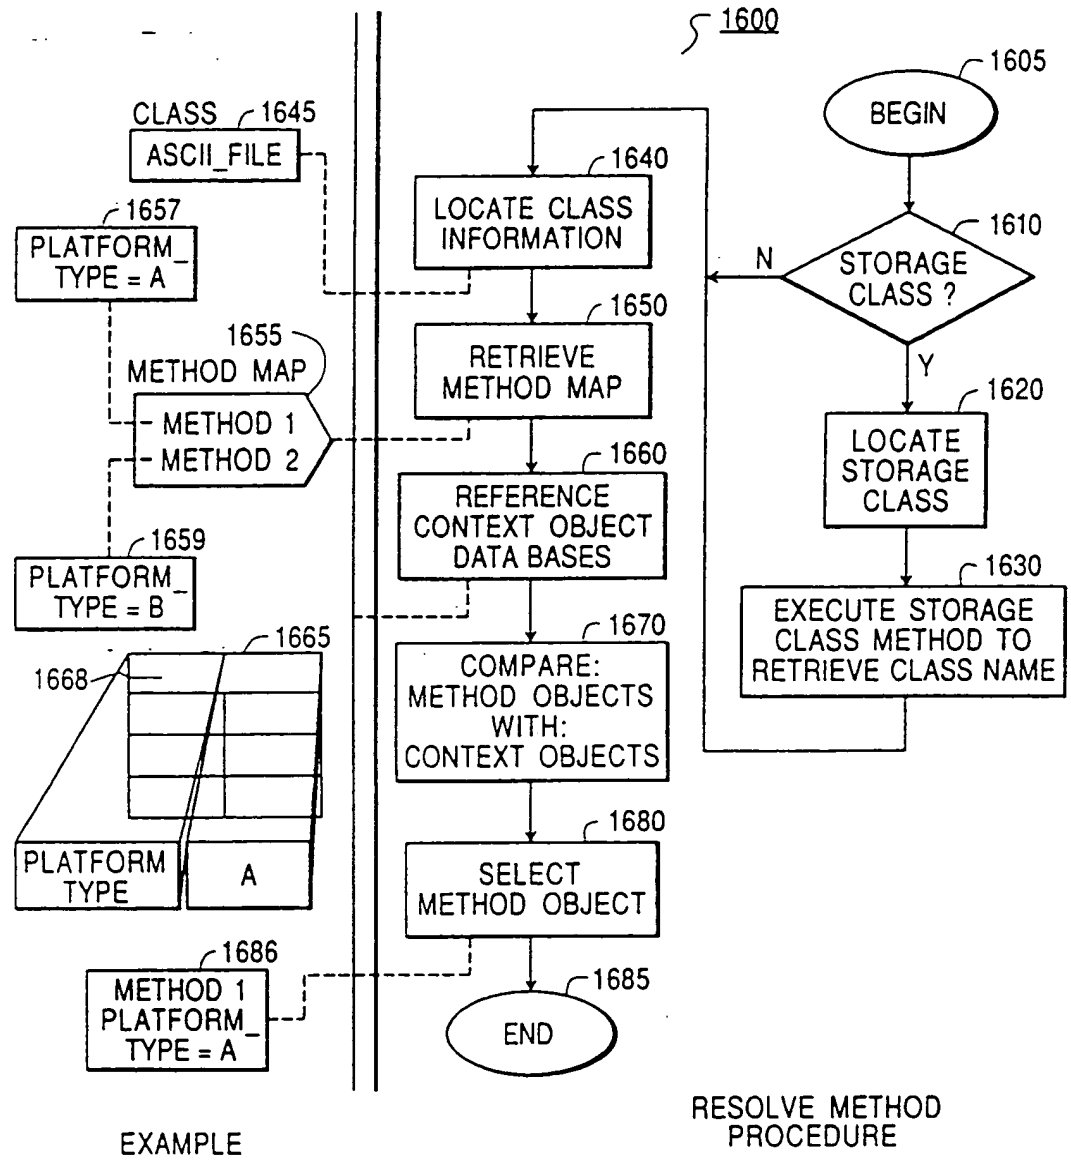 1600
1605
BEGIN
1610
STORAGE
CLASS ?
N
Y
1620
LOCATE
STORAGE
CLASS
1630
EXECUTE STORAGE
CLASS METHOD TO
RETRIEVE CLASS NAME
1640
LOCATE CLASS
INFORMATION
1650
RETRIEVE
METHOD MAP
1660
REFERENCE
CONTEXT OBJECT
DATA BASES
1670
COMPARE:
METHOD OBJECTS
WITH:
CONTEXT OBJECTS
1680
SELECT
METHOD OBJECT
1685
END
CLASS
1645
ASCII_FILE
1657
PLATFORM_
TYPE = A
1655
METHOD MAP
METHOD 1
METHOD 2
1659
PLATFORM_
TYPE = B
1665
1668
PLATFORM
TYPE
A
1686
METHOD 1
PLATFORM_
TYPE = A
EXAMPLE
RESOLVE METHOD
PROCEDURE